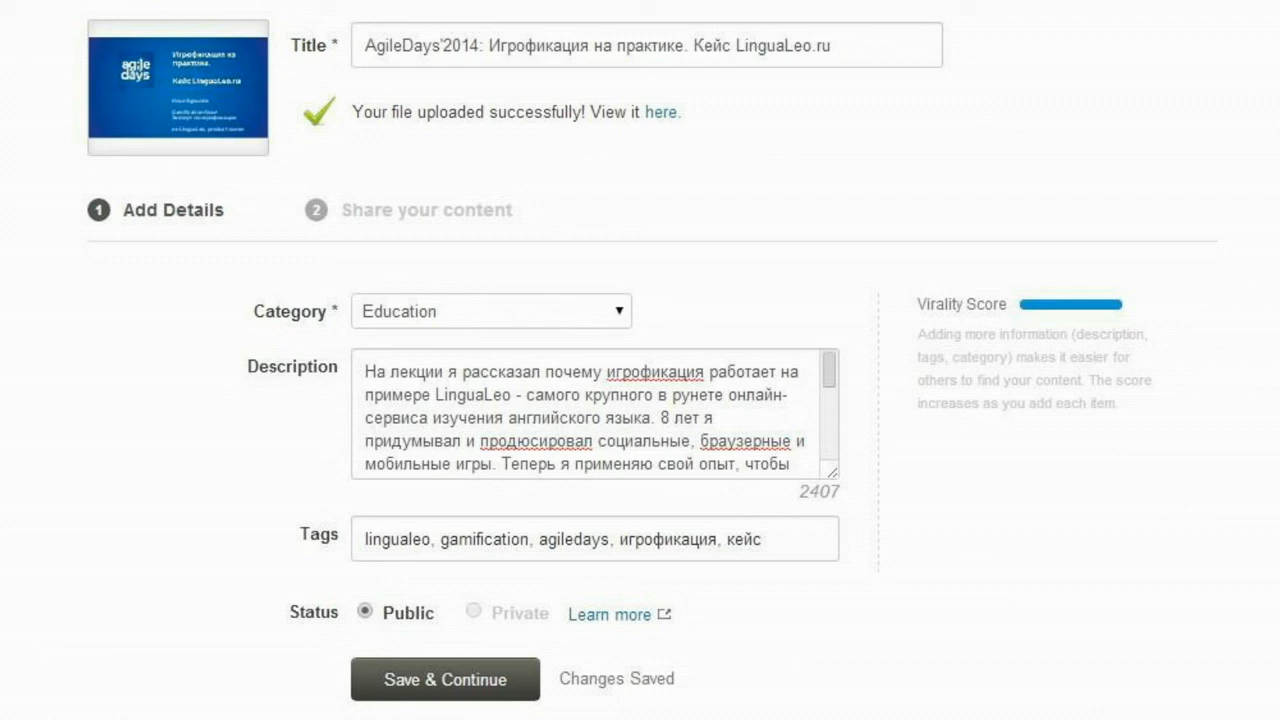 agile
days
Игрофикация на
практике.
Кейс LinguaLeo.ru
Title *
AgileDays'2014: Игрофикация на практике. Кейс LinguaLeo.ru
Your file uploaded successfully! View it here.
1 Add Details
2 Share your content
Category *
Education
Description
На лекции я рассказал почему игрофикация работает на
примере LinguaLeo - самого крупного в рунете онлайн-
сервиса изучения английского языка. 8 лет я
придумывал и продюсировал социальные, браузерные и
мобильные игры. Теперь я применяю свой опыт, чтобы
2407
Virality Score
Adding more information (description,
tags, category) makes it easier for
others to find your content. The score
increases as you add each item.
Tags
lingualeo, gamification, agiledays, игрофикация, кейс
Status
Public
Private
Learn more
Save & Continue
Changes Saved